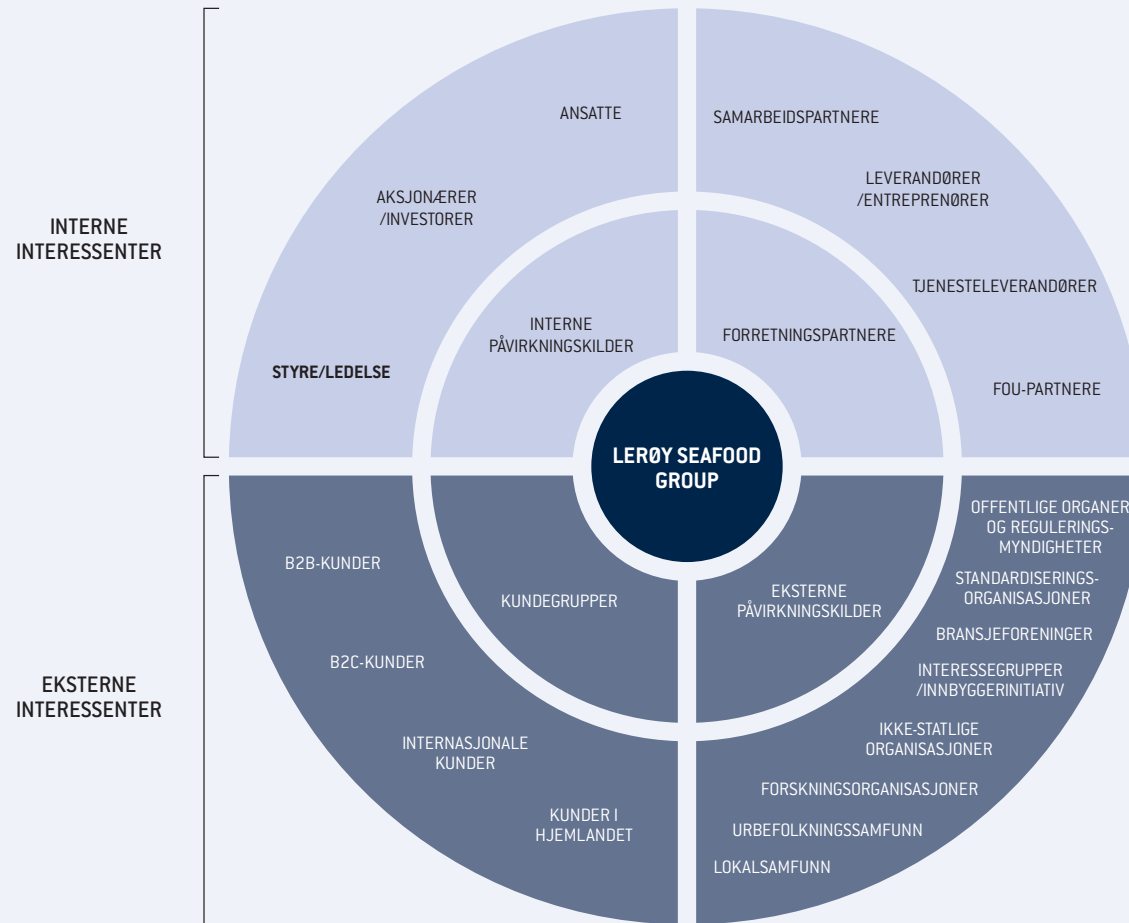 INTERNE
INTERESSENTER
ANSATTE
AKSJONÆRER
/INVESTORER
STYRE/LEDELSE
INTERNE
PÅVIRKNINGSKILDER
SAMARBEIDSPARTNERE
LEVERANDØRER
/ENTREPRENØRER
TJENESTELEVERANDØRER
FOU-PARTNERE
FORRETNINGSPARTNERE
LERØY SEAFOOD
GROUP
EKSTERNE
INTERESSENTER
B2B-KUNDER
B2C-KUNDER
INTERNASJONALE
KUNDER
KUNDER I
HJEMLANDET
KUNDEGRUPPER
EKSTERNE
PÅVIRKNINGSKILDER
OFFENTLIGE ORGANER
OG REGULERINGS-
MYNDIGHETER
STANDARDISERINGS-
ORGANISASJONER
BRANSJEFORENINGER
INTERESSEGRUPPER
/INNBYGGERINITIATIV
IKKE-STATLIGE
ORGANISASJONER
FORSKNINGSORGANISASJONER
URBEFOLKNINGSSAMFUNN
LOKALSAMFUNN